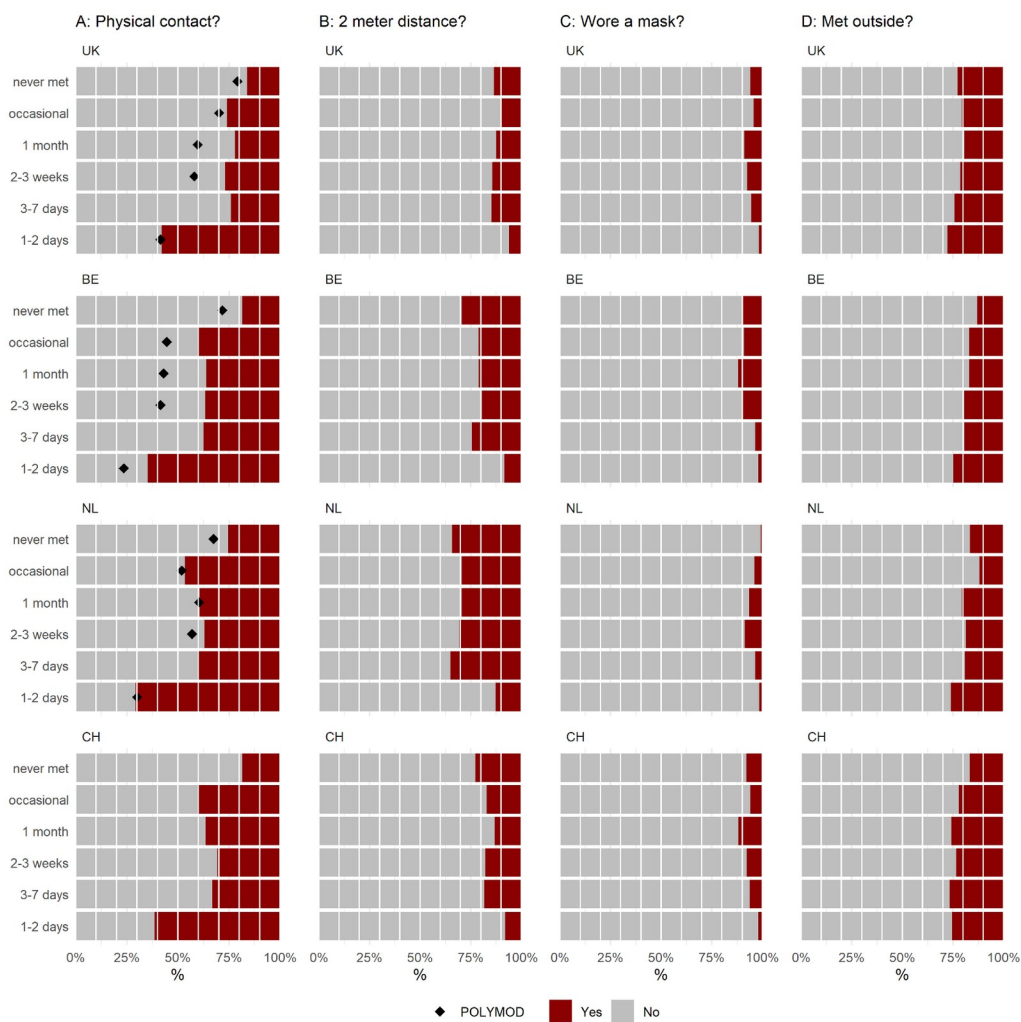 A: Physical contact? B: 2 meter distance? C: Wore a mask? D: Met outside?
UK UK UK UK
never met
occasional
1 month
2-3 weeks
3-7 days
1-2 days
BE BE BE BE
never met
occasional
1 month
2-3 weeks
3-7 days
1-2 days
NL NL NL NL
never met
occasional
1 month
2-3 weeks
3-7 days
1-2 days
CH CH CH CH
never met
occasional
1 month
2-3 weeks
3-7 days
1-2 days
0% 25% 50% 75% 100% 0% 25% 50% 75% 100% 0% 25% 50% 75% 100% 0% 25% 50% 75% 100%
% % % %
POLYMOD Yes No